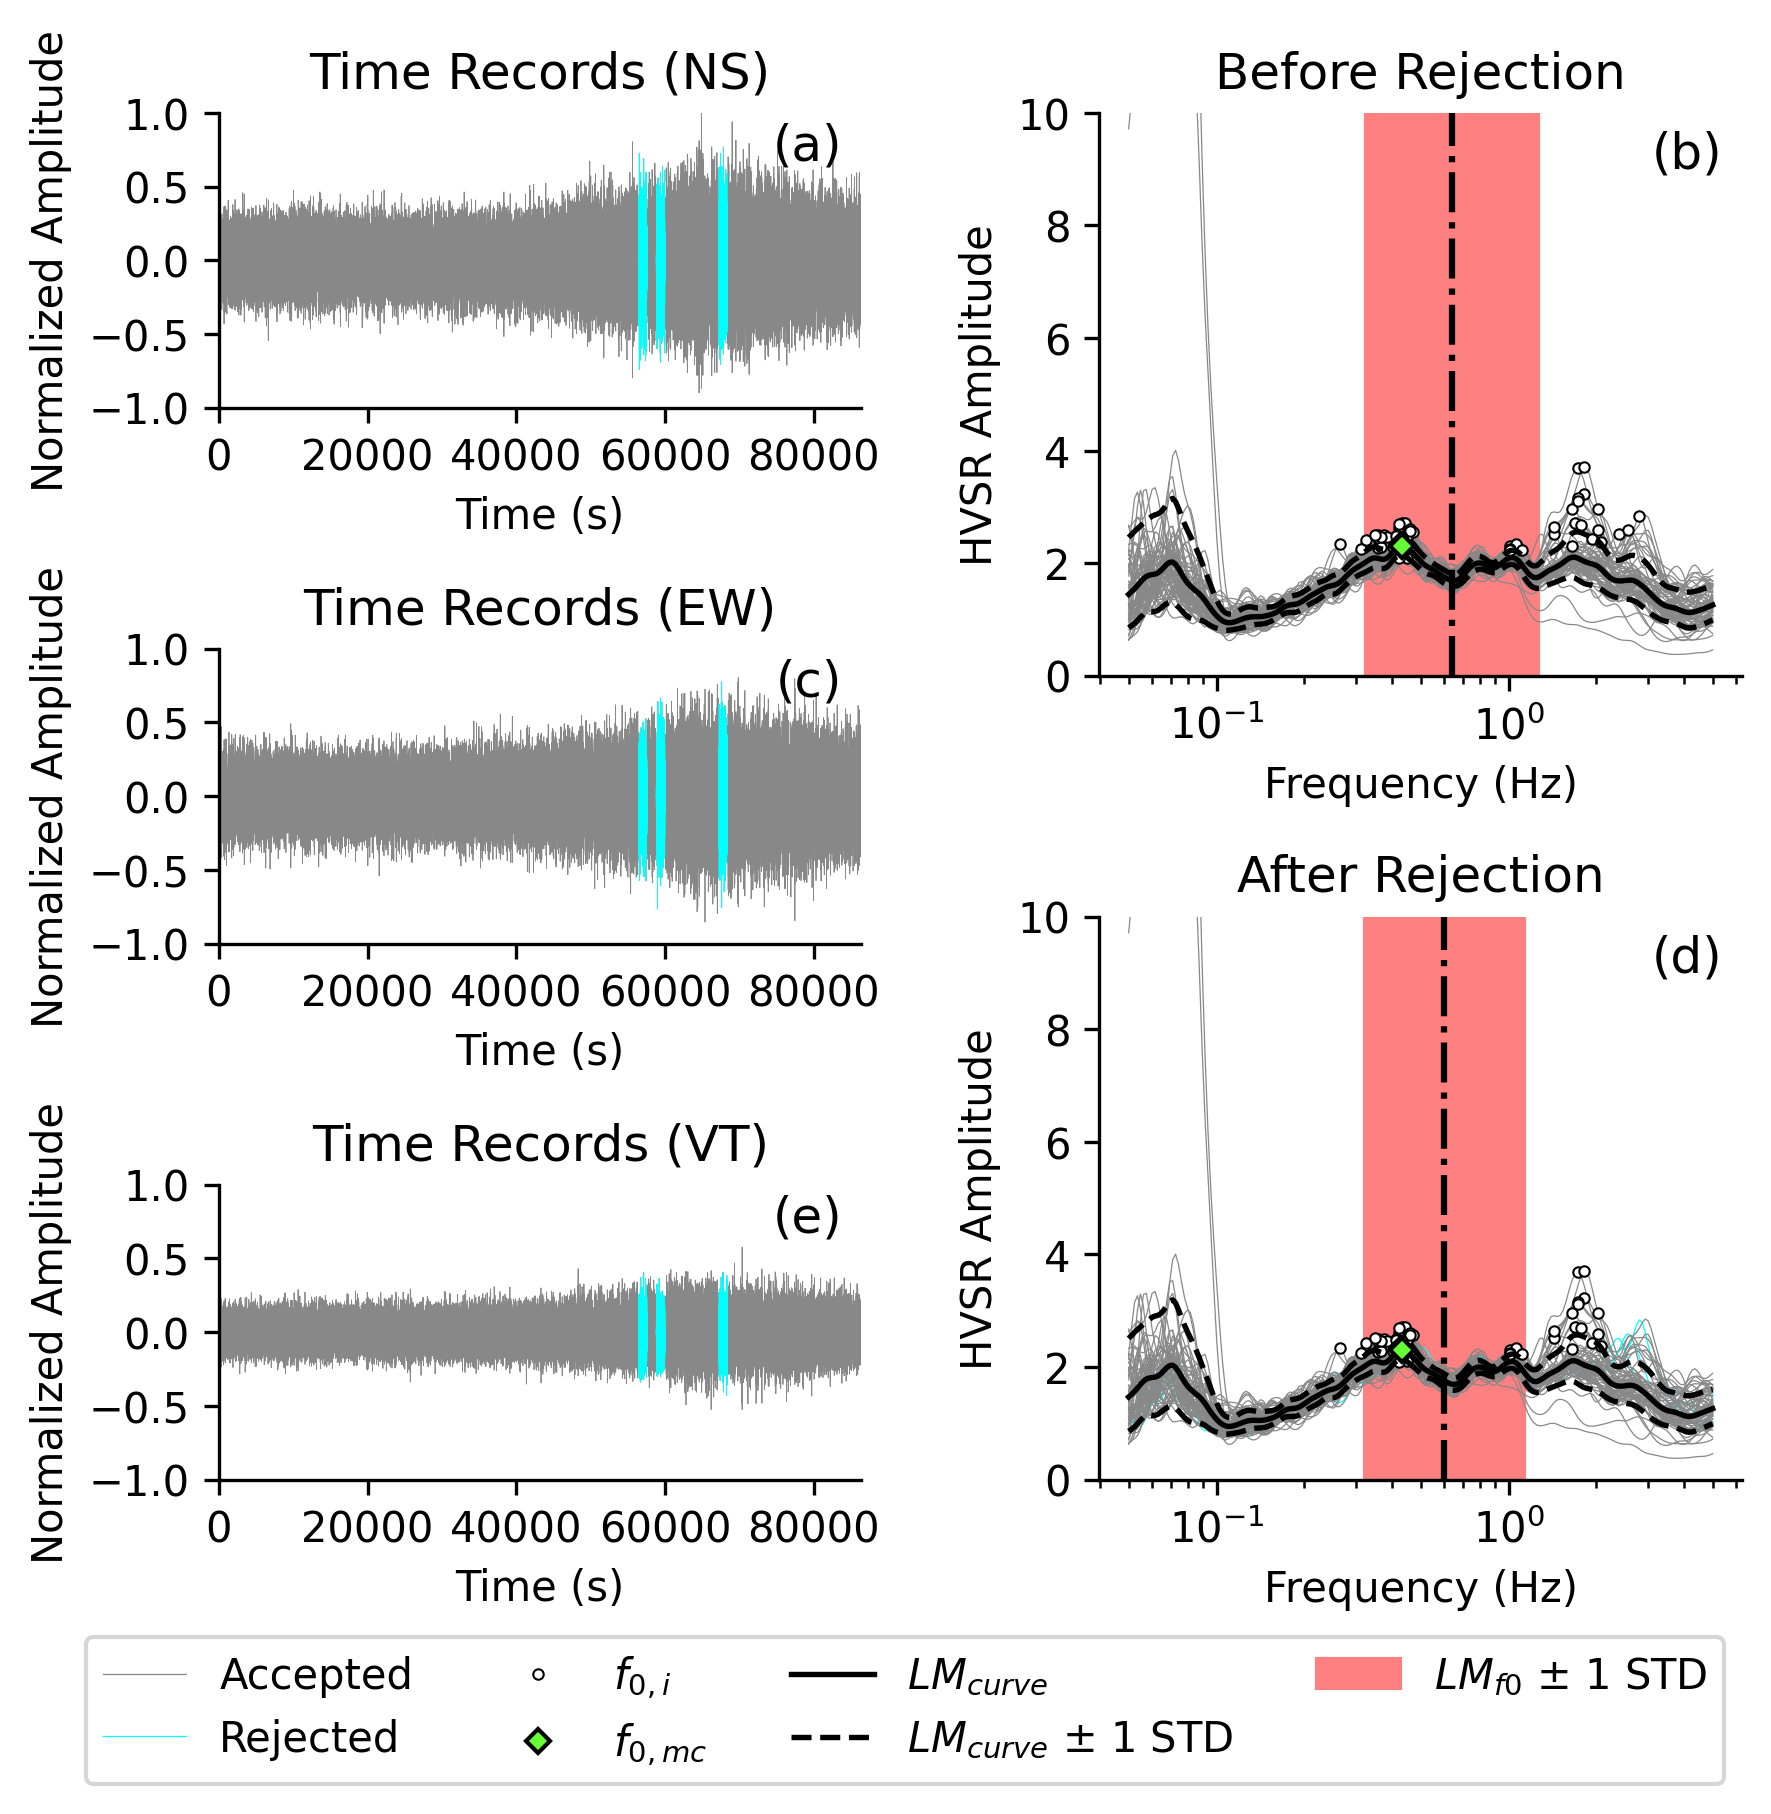 Time Records (NS)
Normalized Amplitude
1.0
0.5
0.0
−0.5
−1.0
(a)
0 20000 40000 60000 80000
Time (s)
Before Rejection
HVSR Amplitude
10
8
6
4
2
0
(b)
10⁻¹ 10⁰
Frequency (Hz)
Time Records (EW)
Normalized Amplitude
1.0
0.5
0.0
−0.5
−1.0
(c)
0 20000 40000 60000 80000
Time (s)
After Rejection
HVSR Amplitude
10
8
6
4
2
0
(d)
10⁻¹ 10⁰
Frequency (Hz)
Time Records (VT)
Normalized Amplitude
1.0
0.5
0.0
−0.5
−1.0
(e)
0 20000 40000 60000 80000
Time (s)
Accepted
Rejected
f0,i
f0,mc
LMcurve
LMcurve ± 1 STD
LMf0 ± 1 STD